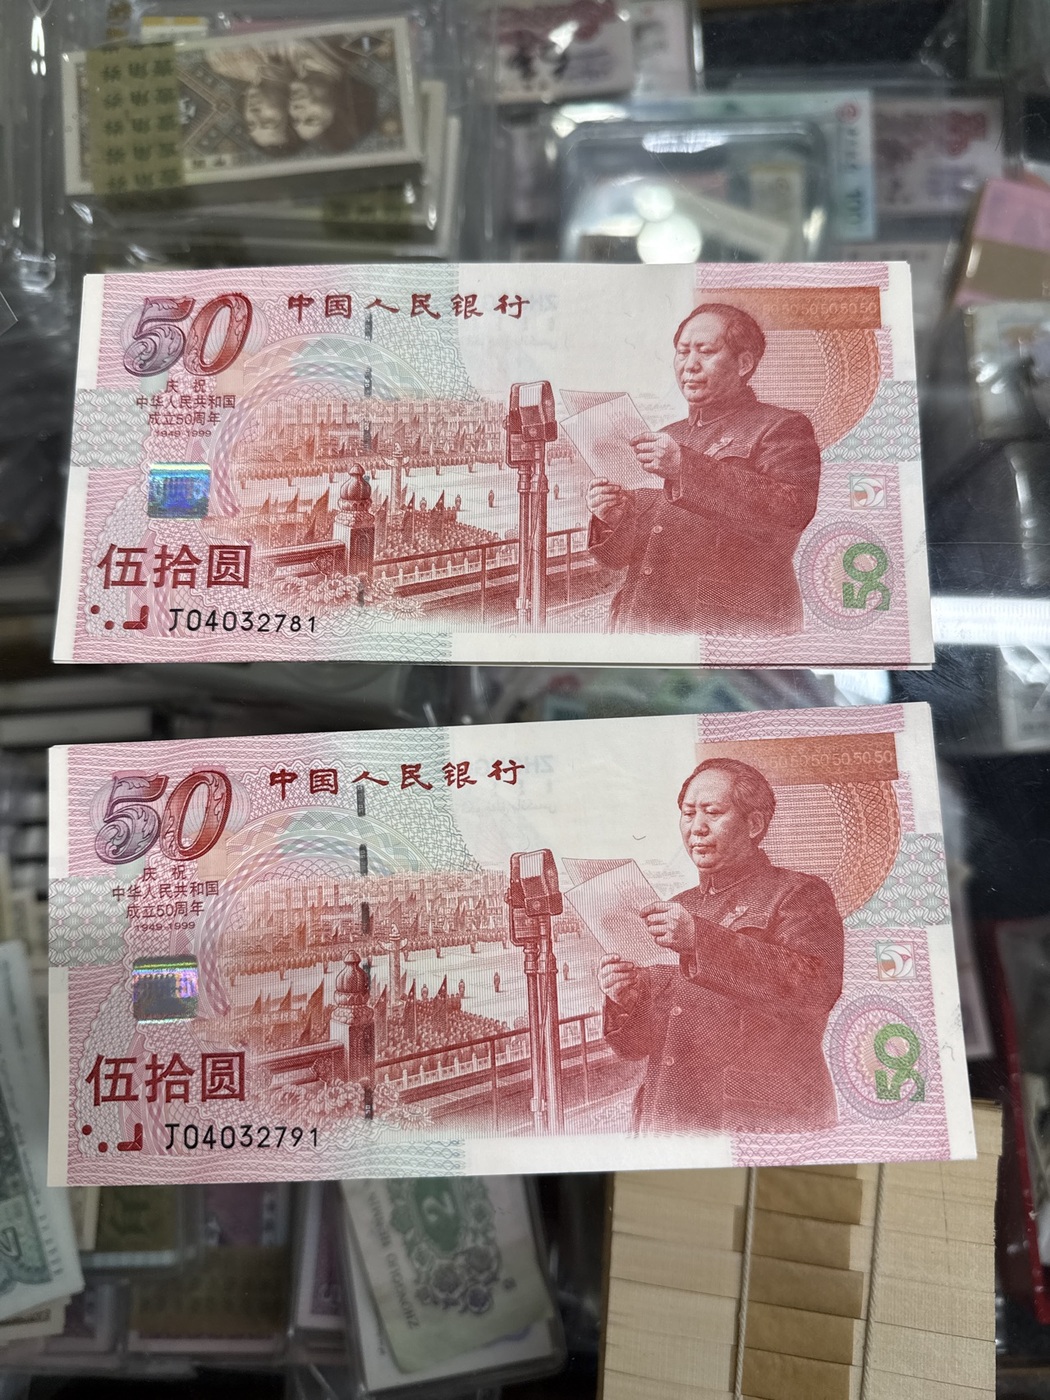 50
中国人民银行
庆祝
中华人民共和国
成立50周年
1949-1999
伍拾圆
J04032781
50
50
中国人民银行
5050505050
庆祝
中华人民共和国
成立50周年
1949-1999
伍拾圆
J04032791
50